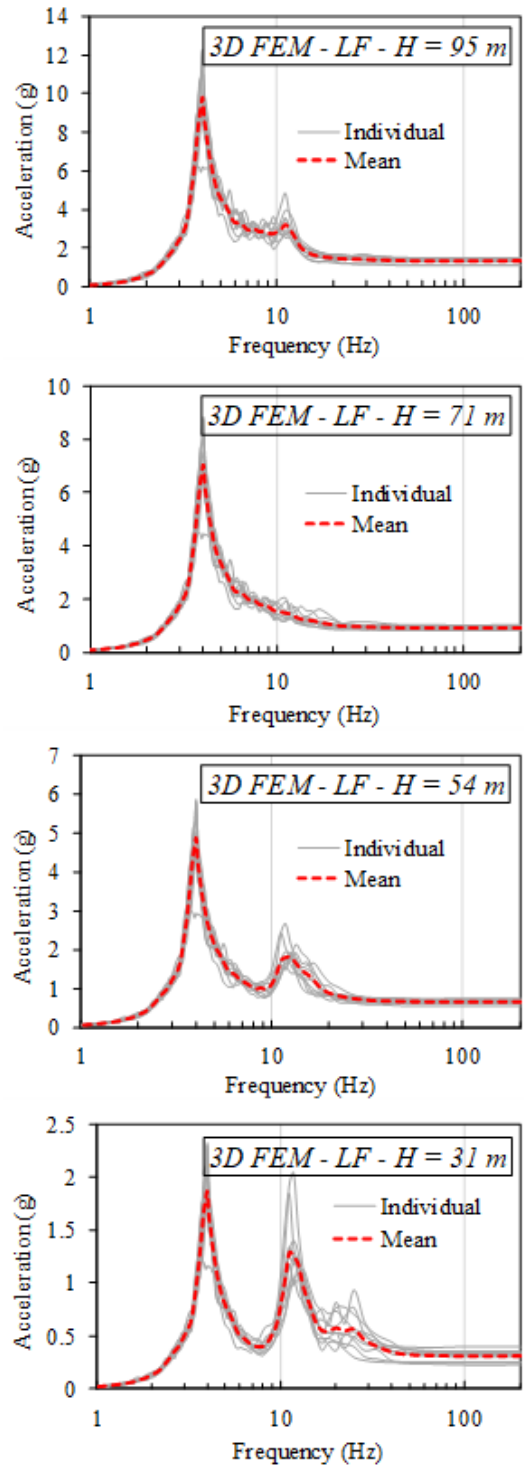 14
3D FEM - LF - H = 95 m
12
10
Individual
8
Mean
6
4
2
0
Acceleration (g)
1
10
100
Frequency (Hz)
10
3D FEM - LF - H = 71 m
8
Individual
6
Mean
4
2
0
Acceleration (g)
1
10
100
Frequency (Hz)
7
3D FEM - LF - H = 54 m
6
5
Individual
4
Mean
3
2
1
0
Acceleration (g)
1
10
100
Frequency (Hz)
2.5
3D FEM - LF - H = 31 m
2
Individual
1.5
Mean
1
0.5
0
Acceleration (g)
1
10
100
Frequency (Hz)